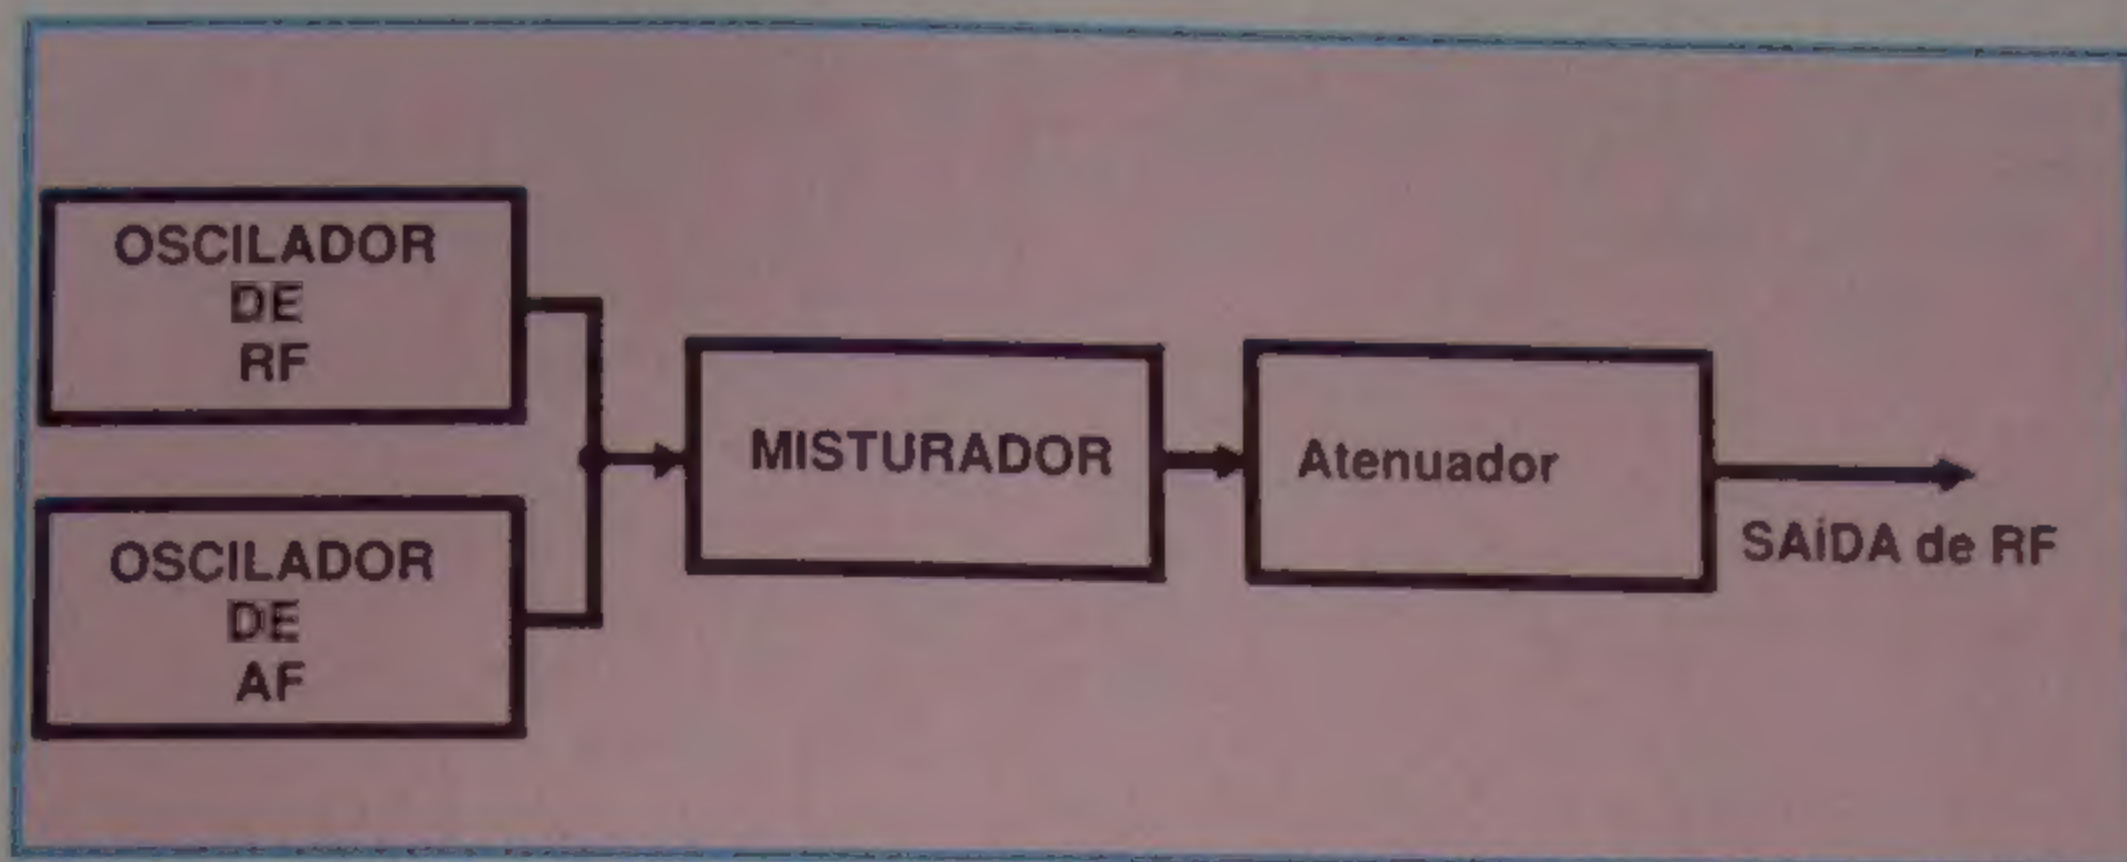 OSCILADOR
DE
RF
OSCILADOR
DE
AF
MISTURADOR
Atenuador
SAÍDA de RF